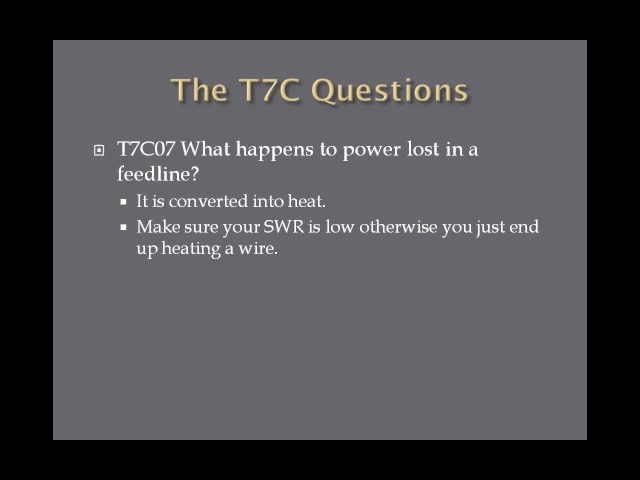 The T7C Questions
T7C07 What happens to power lost in a
feedline?
It is converted into heat.
Make sure your SWR is low otherwise you just end
up heating a wire.